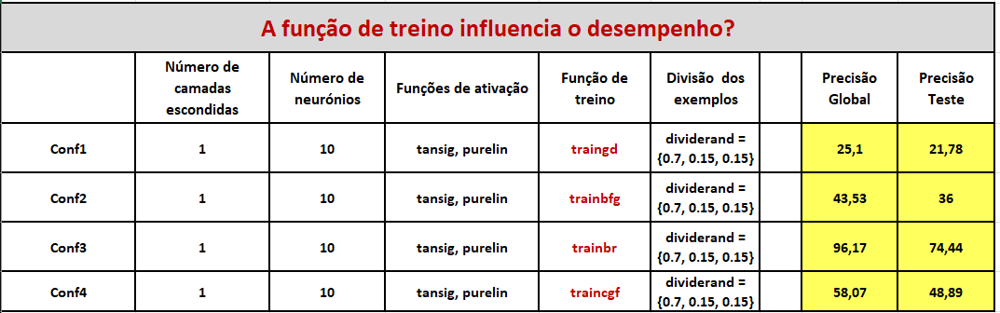 A função de treino influencia o desempenho?
Número de camadas escondidas Número de neurónios Funções de ativação Função de treino Divisão dos exemplos Precisão Global Precisão Teste
Conf1 1 10 tansig, purelin traingd dividerand = {0.7, 0.15, 0.15} 25,1 21,78
Conf2 1 10 tansig, purelin trainbfg dividerand = {0.7, 0.15, 0.15} 43,53 36
Conf3 1 10 tansig, purelin trainbr dividerand = {0.7, 0.15, 0.15} 96,17 74,44
Conf4 1 10 tansig, purelin traincgf dividerand = {0.7, 0.15, 0.15} 58,07 48,89